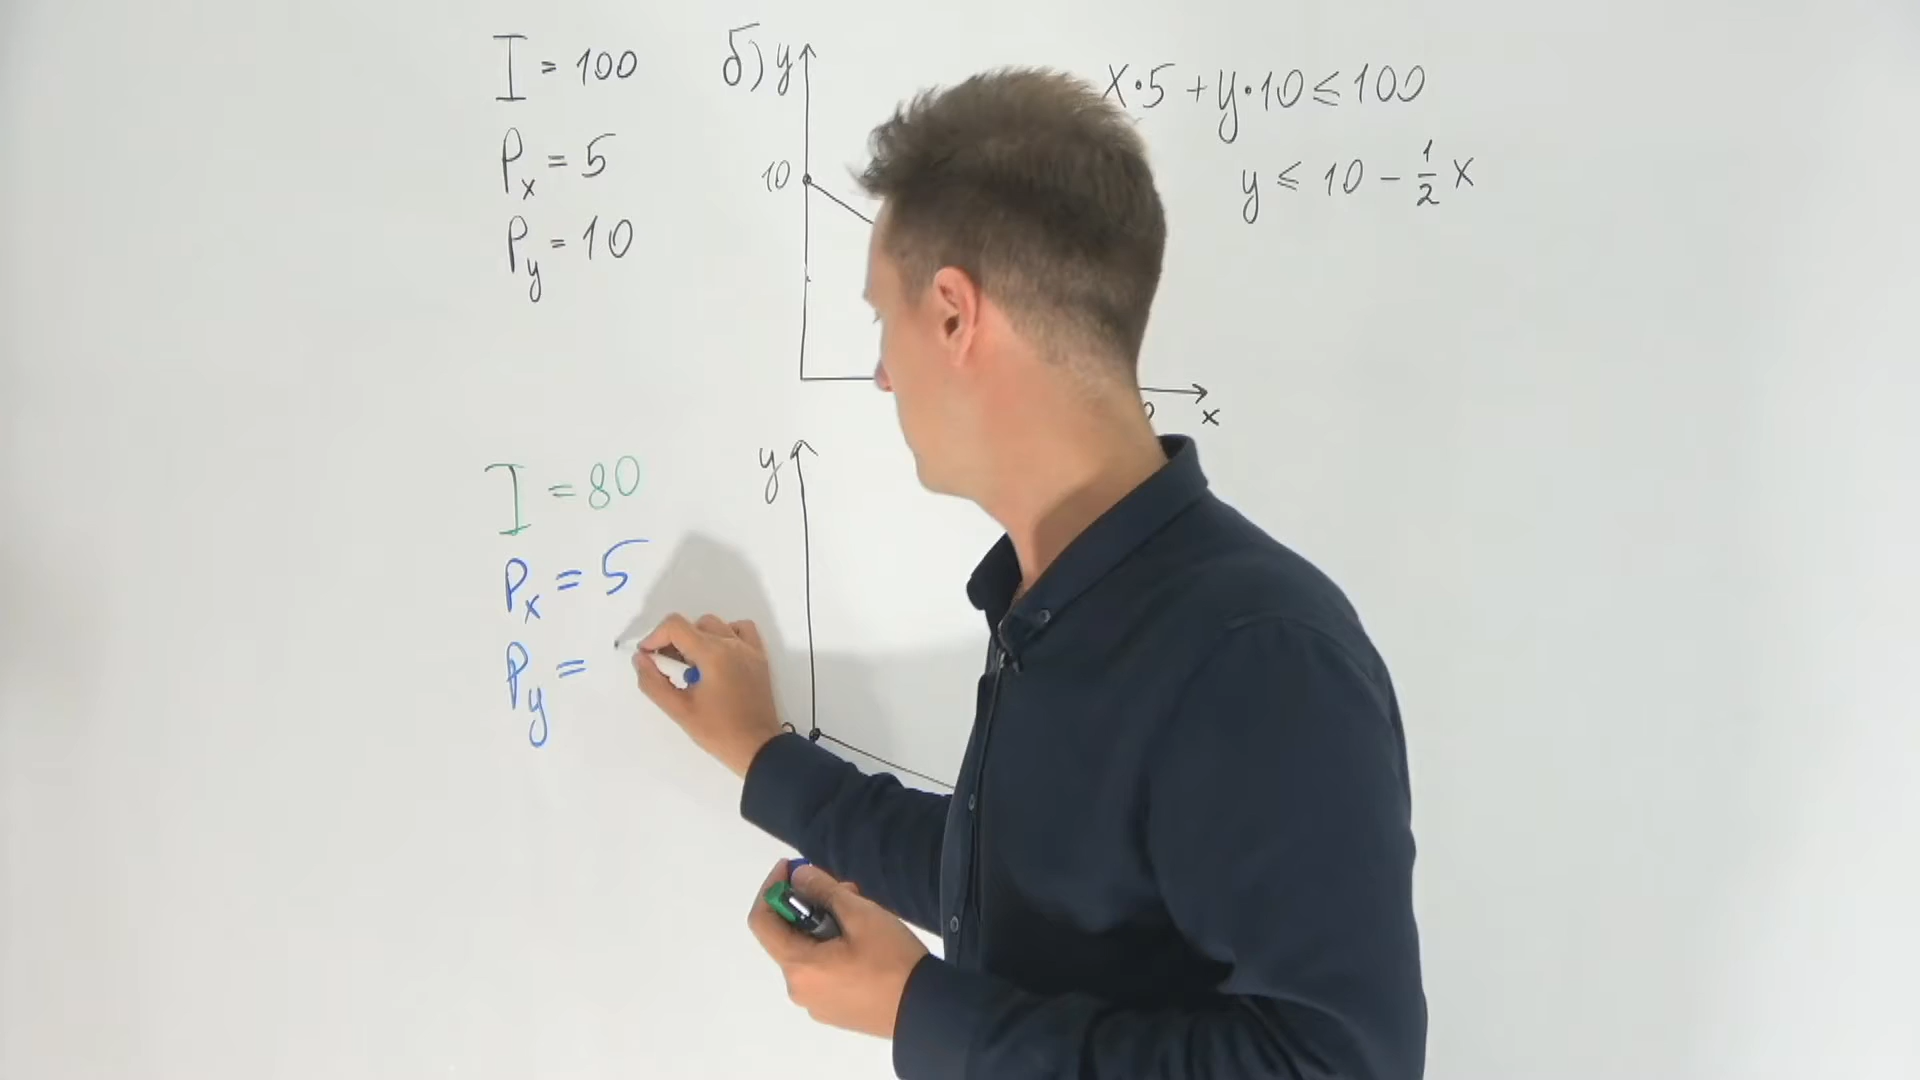 I = 100
Px = 5
Py = 10
б) y
10
x
x·5 + y·10 ≤ 100
y ≤ 10 - 1/2 x
I = 80
Px = 5
Py =
y